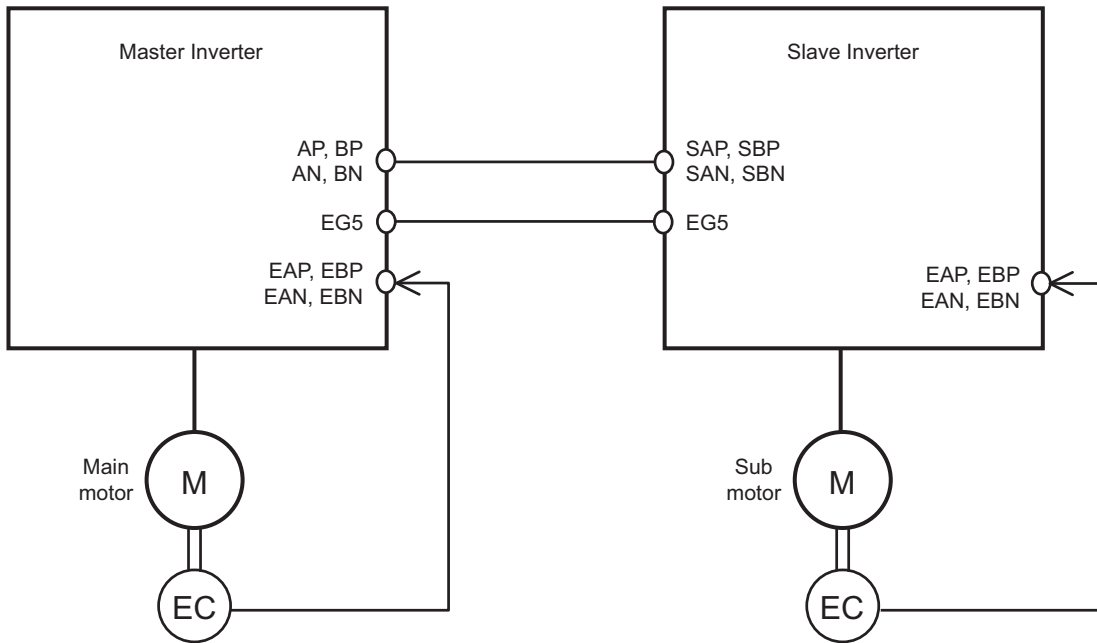 Master Inverter
AP, BP
AN, BN
EG5
EAP, EBP
EAN, EBN
Main
motor
M
EC
Slave Inverter
SAP, SBP
SAN, SBN
EG5
EAP, EBP
EAN, EBN
Sub
motor
M
EC